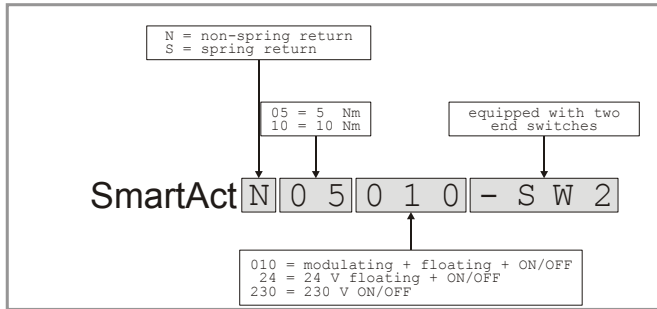 N = non-spring return
S = spring return
05 = 5 Nm
10 = 10 Nm
equipped with two
end switches
SmartAct N 0 5 0 1 0 - S W 2
010 = modulating + floating + ON/OFF
24 = 24 V floating + ON/OFF
230 = 230 V ON/OFF